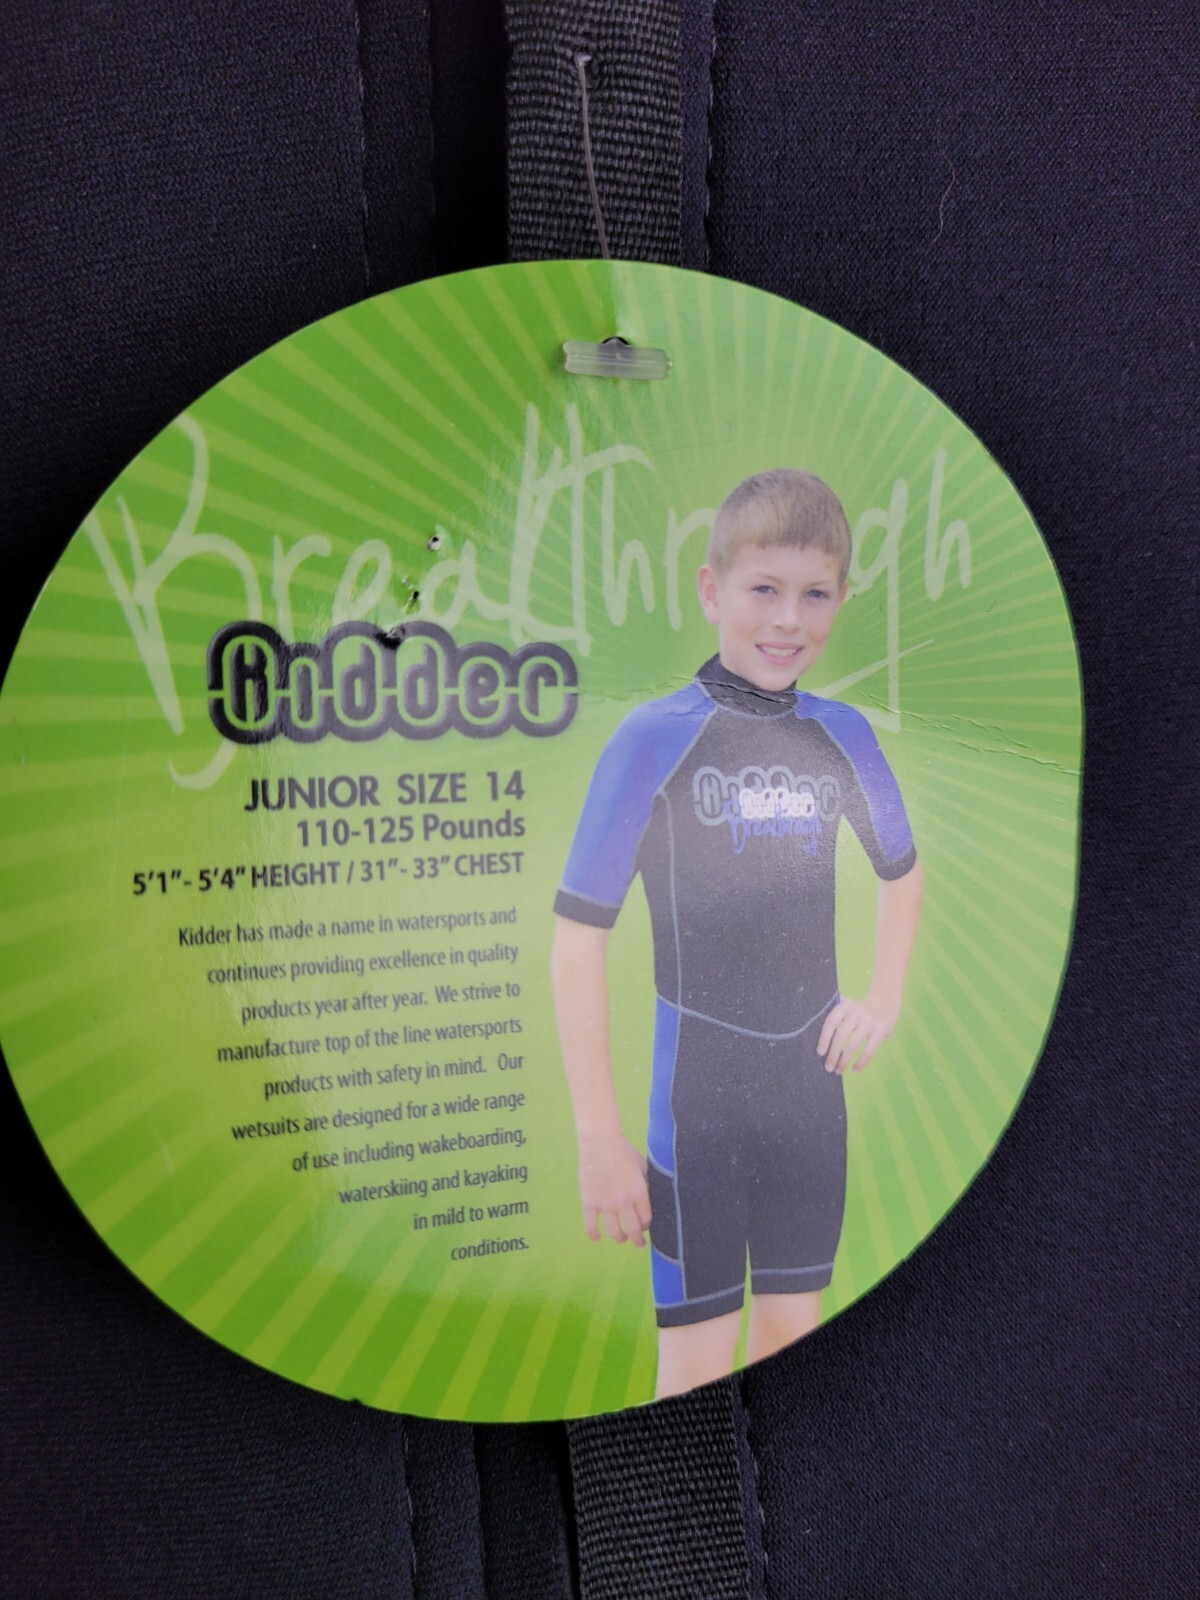 Breakthrough
Kidder
JUNIOR SIZE 14
110-125 Pounds
5'1"- 5'4" HEIGHT / 31"- 33" CHEST
Kidder has made a name in watersports and
continues providing excellence in quality
products year after year. We strive to
manufacture top of the line watersports
products with safety in mind. Our
wetsuits are designed for a wide range
of use including wakeboarding,
waterskiing and kayaking
in mild to warm
conditions.
Kidder
Kidder
Breakthrough